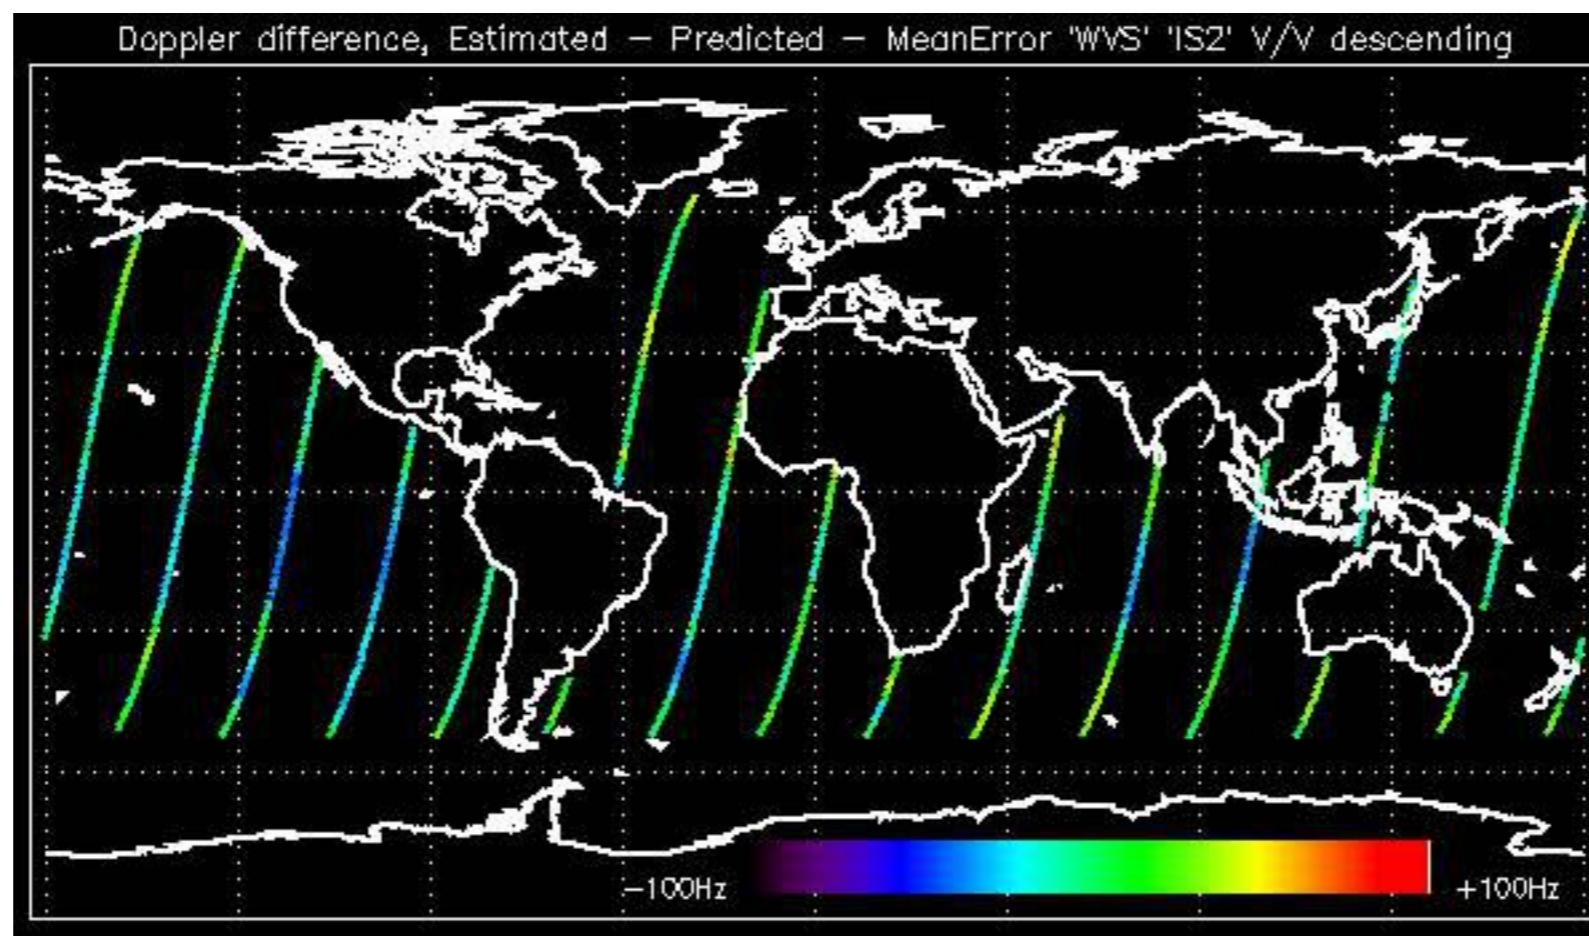 Doppler difference, Estimated – Predicted – MeanError 'WVS' 'IS2' V/V descending
-100Hz
+100Hz